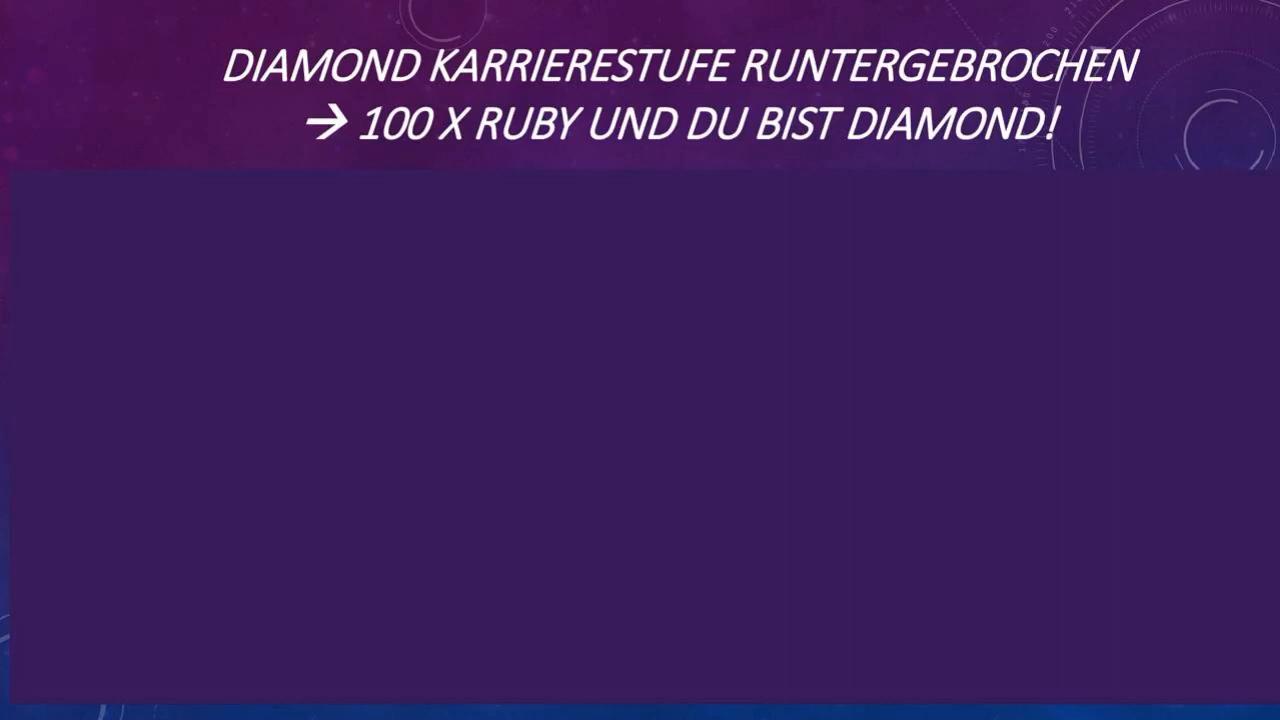 DIAMOND KARRIERESTUFE RUNTERGEBROCHEN
→ 100 X RUBY UND DU BIST DIAMOND!